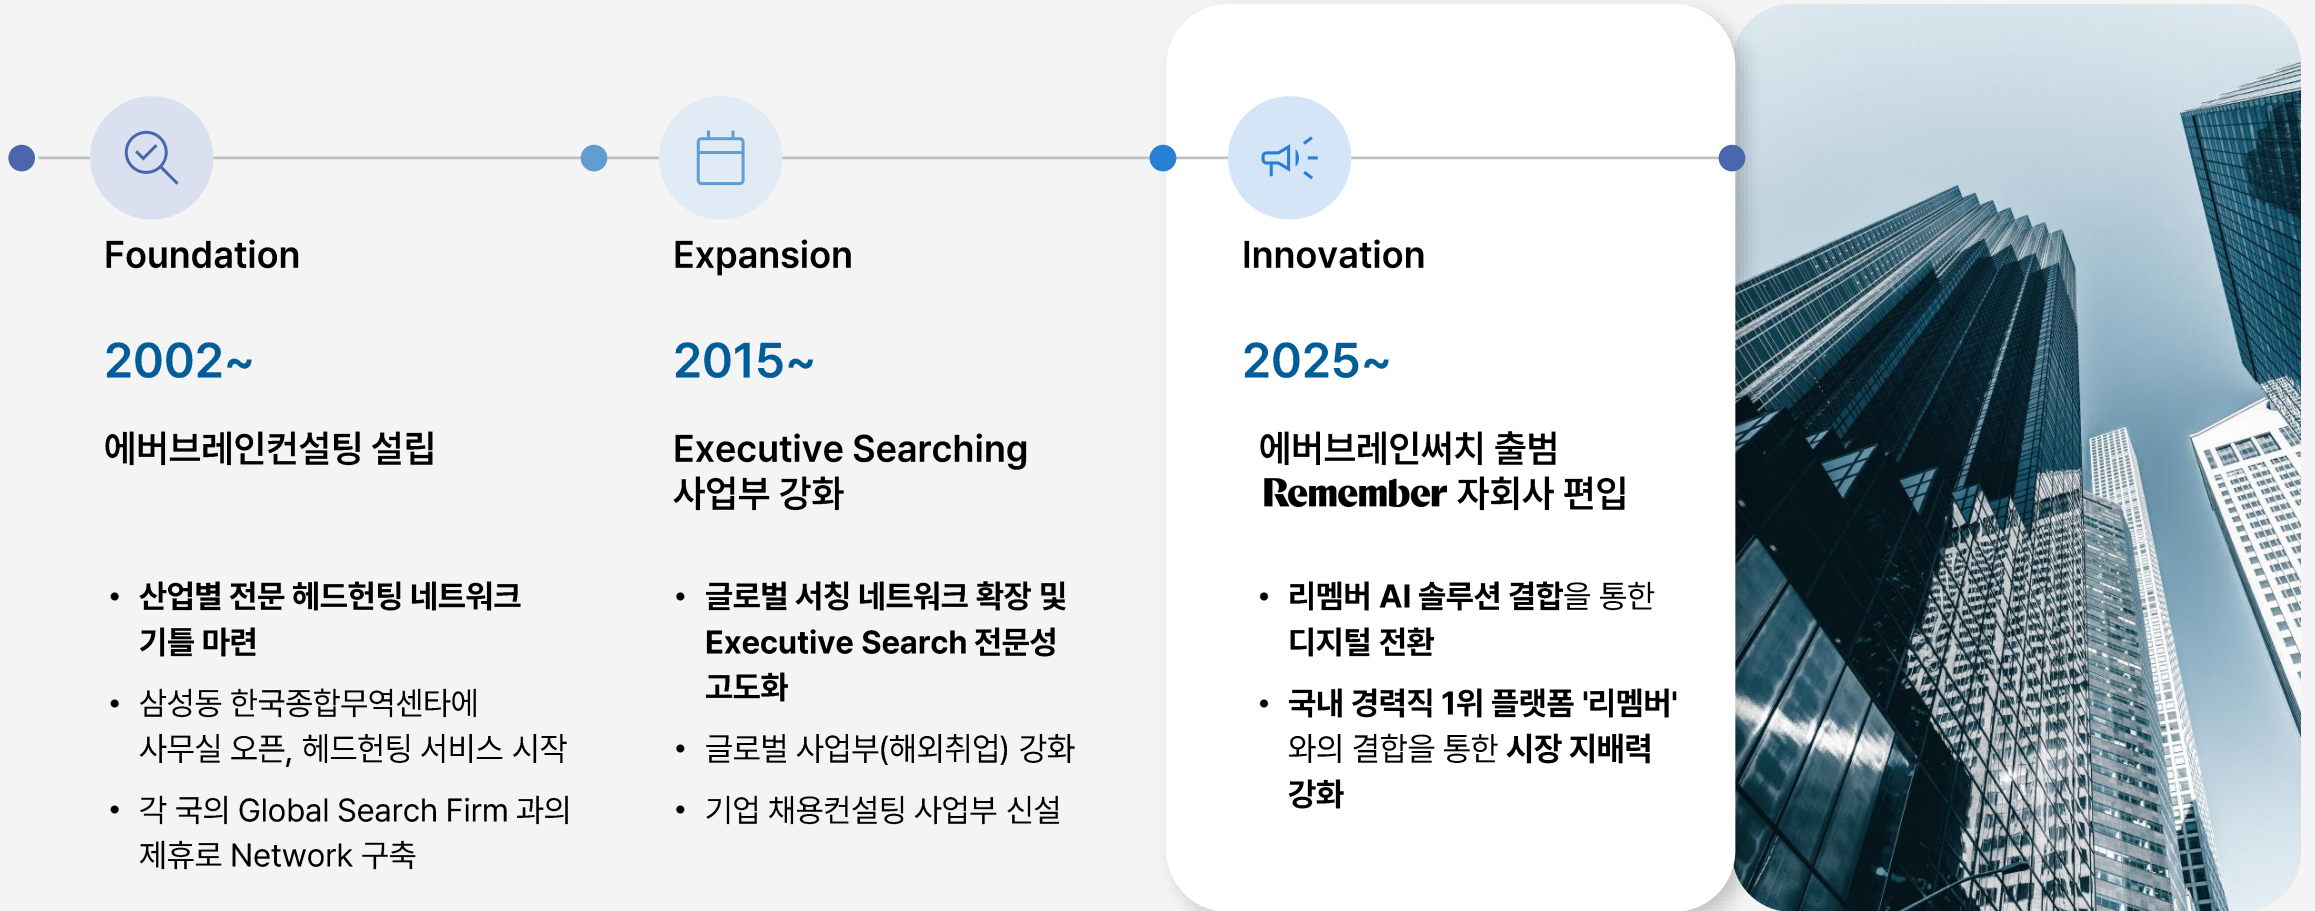 Foundation
2002~
에버브레인컨설팅 설립
• 산업별 전문 헤드헌팅 네트워크
기틀 마련
• 삼성동 한국종합무역센타에
사무실 오픈, 헤드헌팅 서비스 시작
• 각 국의 Global Search Firm 과의
제휴로 Network 구축
Expansion
2015~
Executive Searching
사업부 강화
• 글로벌 서칭 네트워크 확장 및
Executive Search 전문성
고도화
• 글로벌 사업부(해외취업) 강화
• 기업 채용컨설팅 사업부 신설
Innovation
2025~
에버브레인써치 출범
Remember 자회사 편입
• 리멤버 AI 솔루션 결합을 통한
디지털 전환
• 국내 경력직 1위 플랫폼 '리멤버'
와의 결합을 통한 시장 지배력
강화